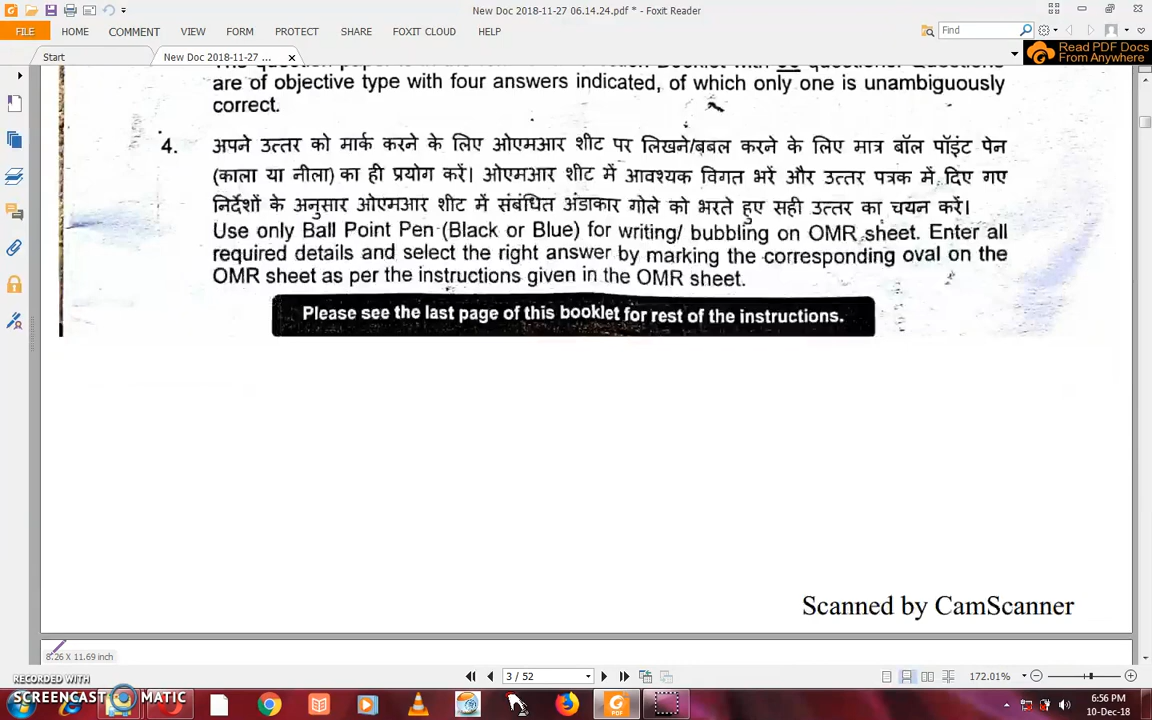 New Doc 2018-11-27 06.14.24.pdf * - Foxit Reader
FILE HOME COMMENT VIEW FORM PROTECT SHARE FOXIT CLOUD HELP
Find
Start
New Doc 2018-11-27 ...
Read PDF Docs
From Anywhere
are of objective type with four answers indicated, of which only one is unambiguously
correct.
4. अपने उत्तर को मार्क करने के लिए ओएमआर शीट पर लिखने/बबल करने के लिए मात्र बॉल पॉइंट पेन
(काला या नीला) का ही प्रयोग करें। ओएमआर शीट में आवश्यक विगत भरें और उत्तर पत्रक में दिए गए
निर्देशों के अनुसार ओएमआर शीट में संबंधित अंडाकार गोले को भरते हुए सही उत्तर का चयन करें।
Use only Ball Point Pen (Black or Blue) for writing/ bubbling on OMR sheet. Enter all
required details and select the right answer by marking the corresponding oval on the
OMR sheet as per the instructions given in the OMR sheet.
Please see the last page of this booklet for rest of the instructions.
Scanned by CamScanner
8.26 X 11.69 inch
3 / 52
172.01%
RECORDED WITH
SCREENCAST MATIC
6:56 PM
10-Dec-18